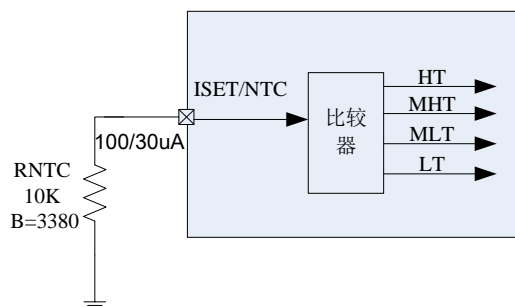 ISET/NTC
100/30uA
RNTC
10K
B=3380
比较
器
HT
MHT
MLT
LT